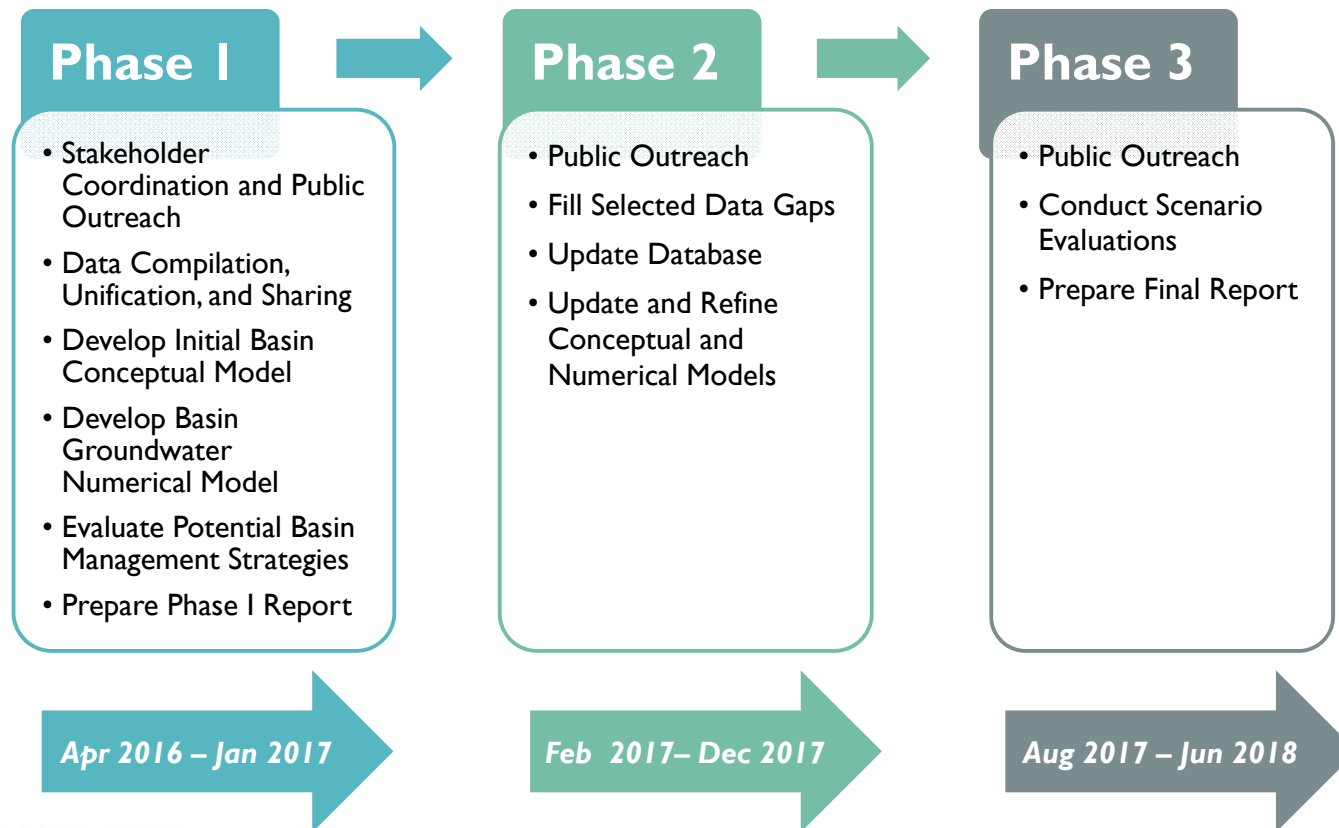 Phase 1
• Stakeholder
Coordination and Public
Outreach
• Data Compilation,
Unification, and Sharing
• Develop Initial Basin
Conceptual Model
• Develop Basin
Groundwater
Numerical Model
• Evaluate Potential Basin
Management Strategies
• Prepare Phase 1 Report
Apr 2016 – Jan 2017
Phase 2
• Public Outreach
• Fill Selected Data Gaps
• Update Database
• Update and Refine
Conceptual and
Numerical Models
Feb 2017– Dec 2017
Phase 3
• Public Outreach
• Conduct Scenario
Evaluations
• Prepare Final Report
Aug 2017 – Jun 2018